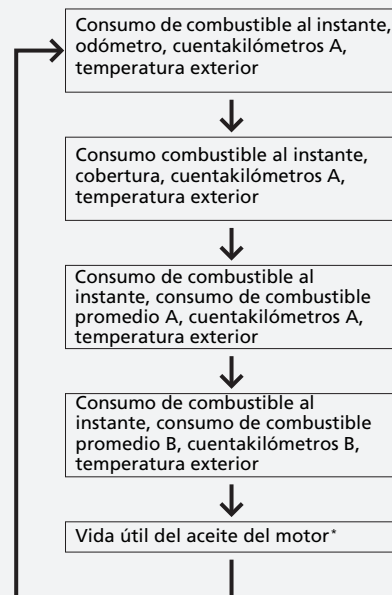 Consumo de combustible al instante,
odómetro, cuentakilómetros A,
temperatura exterior
Consumo combustible al instante,
cobertura, cuentakilómetros A,
temperatura exterior
Consumo de combustible al
instante, consumo de combustible
promedio A, cuentakilómetros A,
temperatura exterior
Consumo de combustible al
instante, consumo de combustible
promedio B, cuentakilómetros B,
temperatura exterior
Vida útil del aceite del motor*